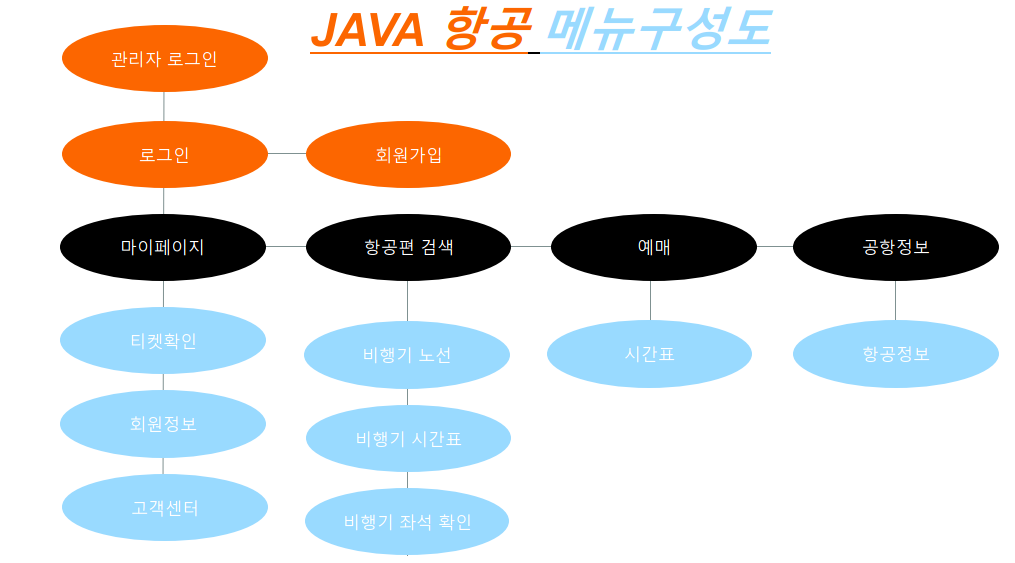 JAVA 항공 메뉴구성도
관리자 로그인
로그인
회원가입
마이페이지
항공편 검색
예매
공항정보
티켓확인
비행기 노선
시간표
항공정보
회원정보
비행기 시간표
고객센터
비행기 좌석 확인